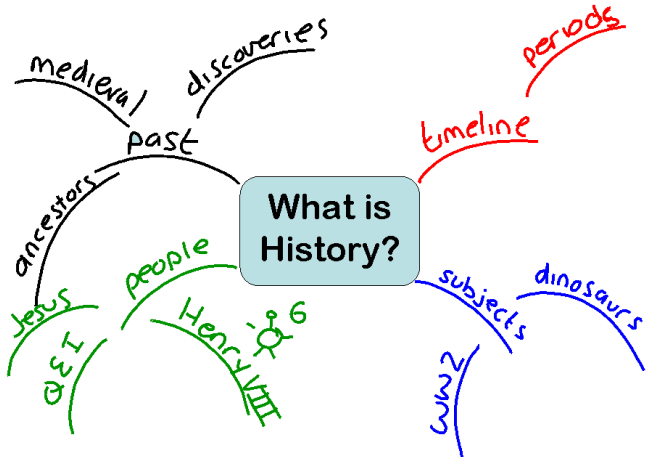 What is
History?
past
medieval
discoveries
ancestors
timeline
periods
people
Jesus
QEI
Henry VIII
6
subjects
dinosaurs
WW2